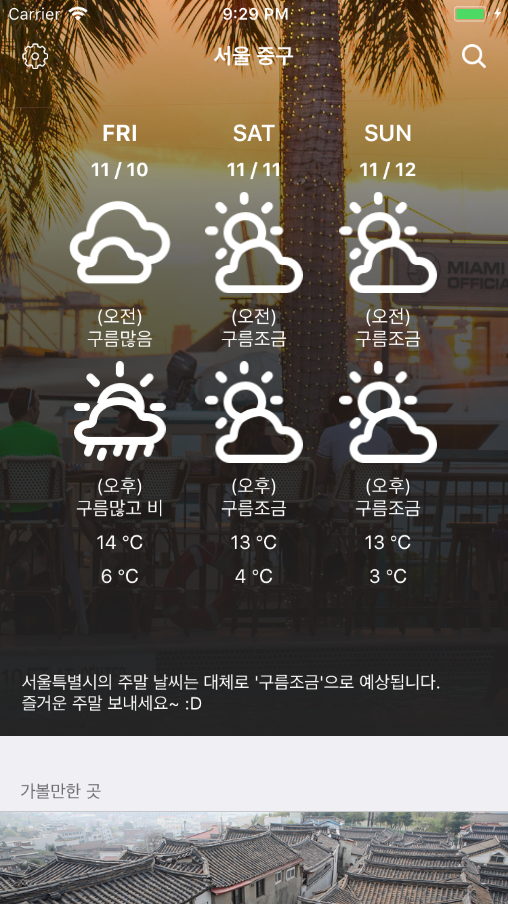 Carrier 9:29 PM
서울 중구
FRI SAT SUN
11 / 10 11 / 11 11 / 12
MIAMI
OFFICIA
(오전) (오전) (오전)
구름많음 구름조금 구름조금
(오후) (오후) (오후)
구름많고 비 구름조금 구름조금
14 °C 13 °C 13 °C
6 °C 4 °C 3 °C
서울특별시의 주말 날씨는 대체로 '구름조금'으로 예상됩니다.
즐거운 주말 보내세요~ :D
가볼만한 곳